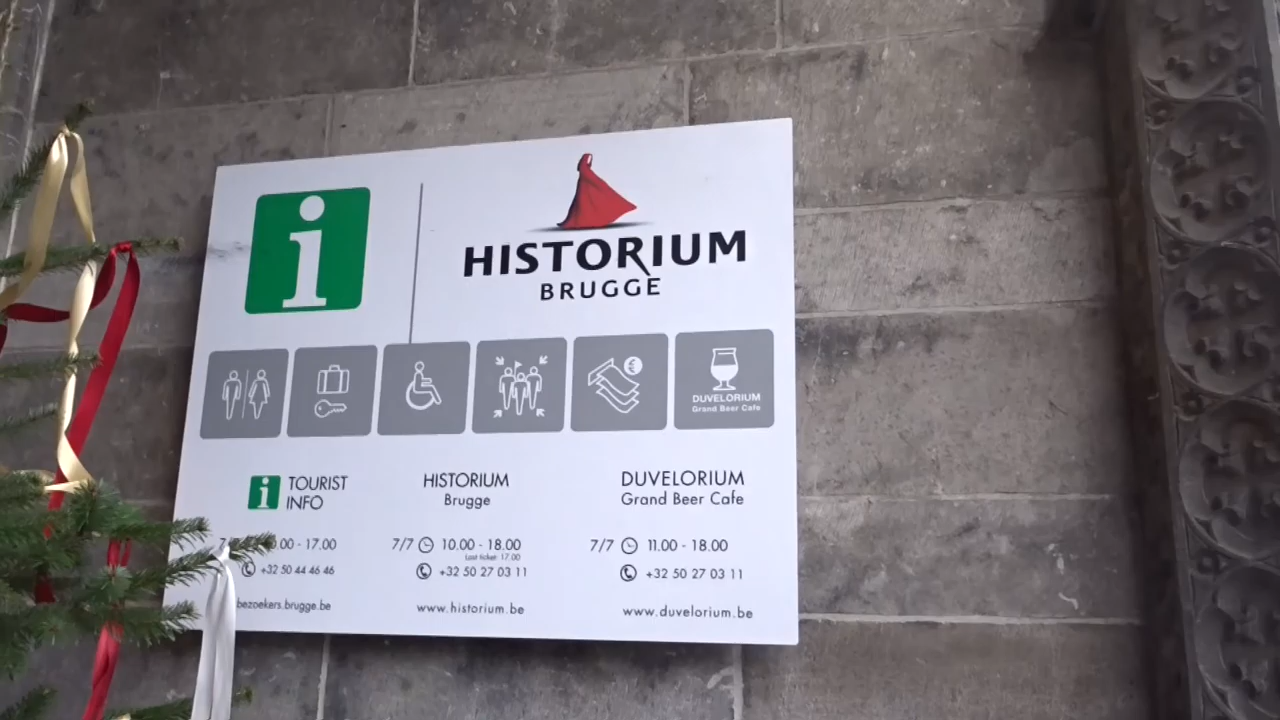 i
HISTORIUM
BRUGGE
DUVELORIUM
Grand Beer Cafe
i TOURIST
INFO
HISTORIUM
Brugge
DUVELORIUM
Grand Beer Cafe
00 - 17.00
+32 50 44 46 46
bezoekers.brugge.be
7/7 10.00 - 18.00
Last ticket: 17.00
+32 50 27 03 11
www.historium.be
7/7 11.00 - 18.00
+32 50 27 03 11
www.duvelorium.be